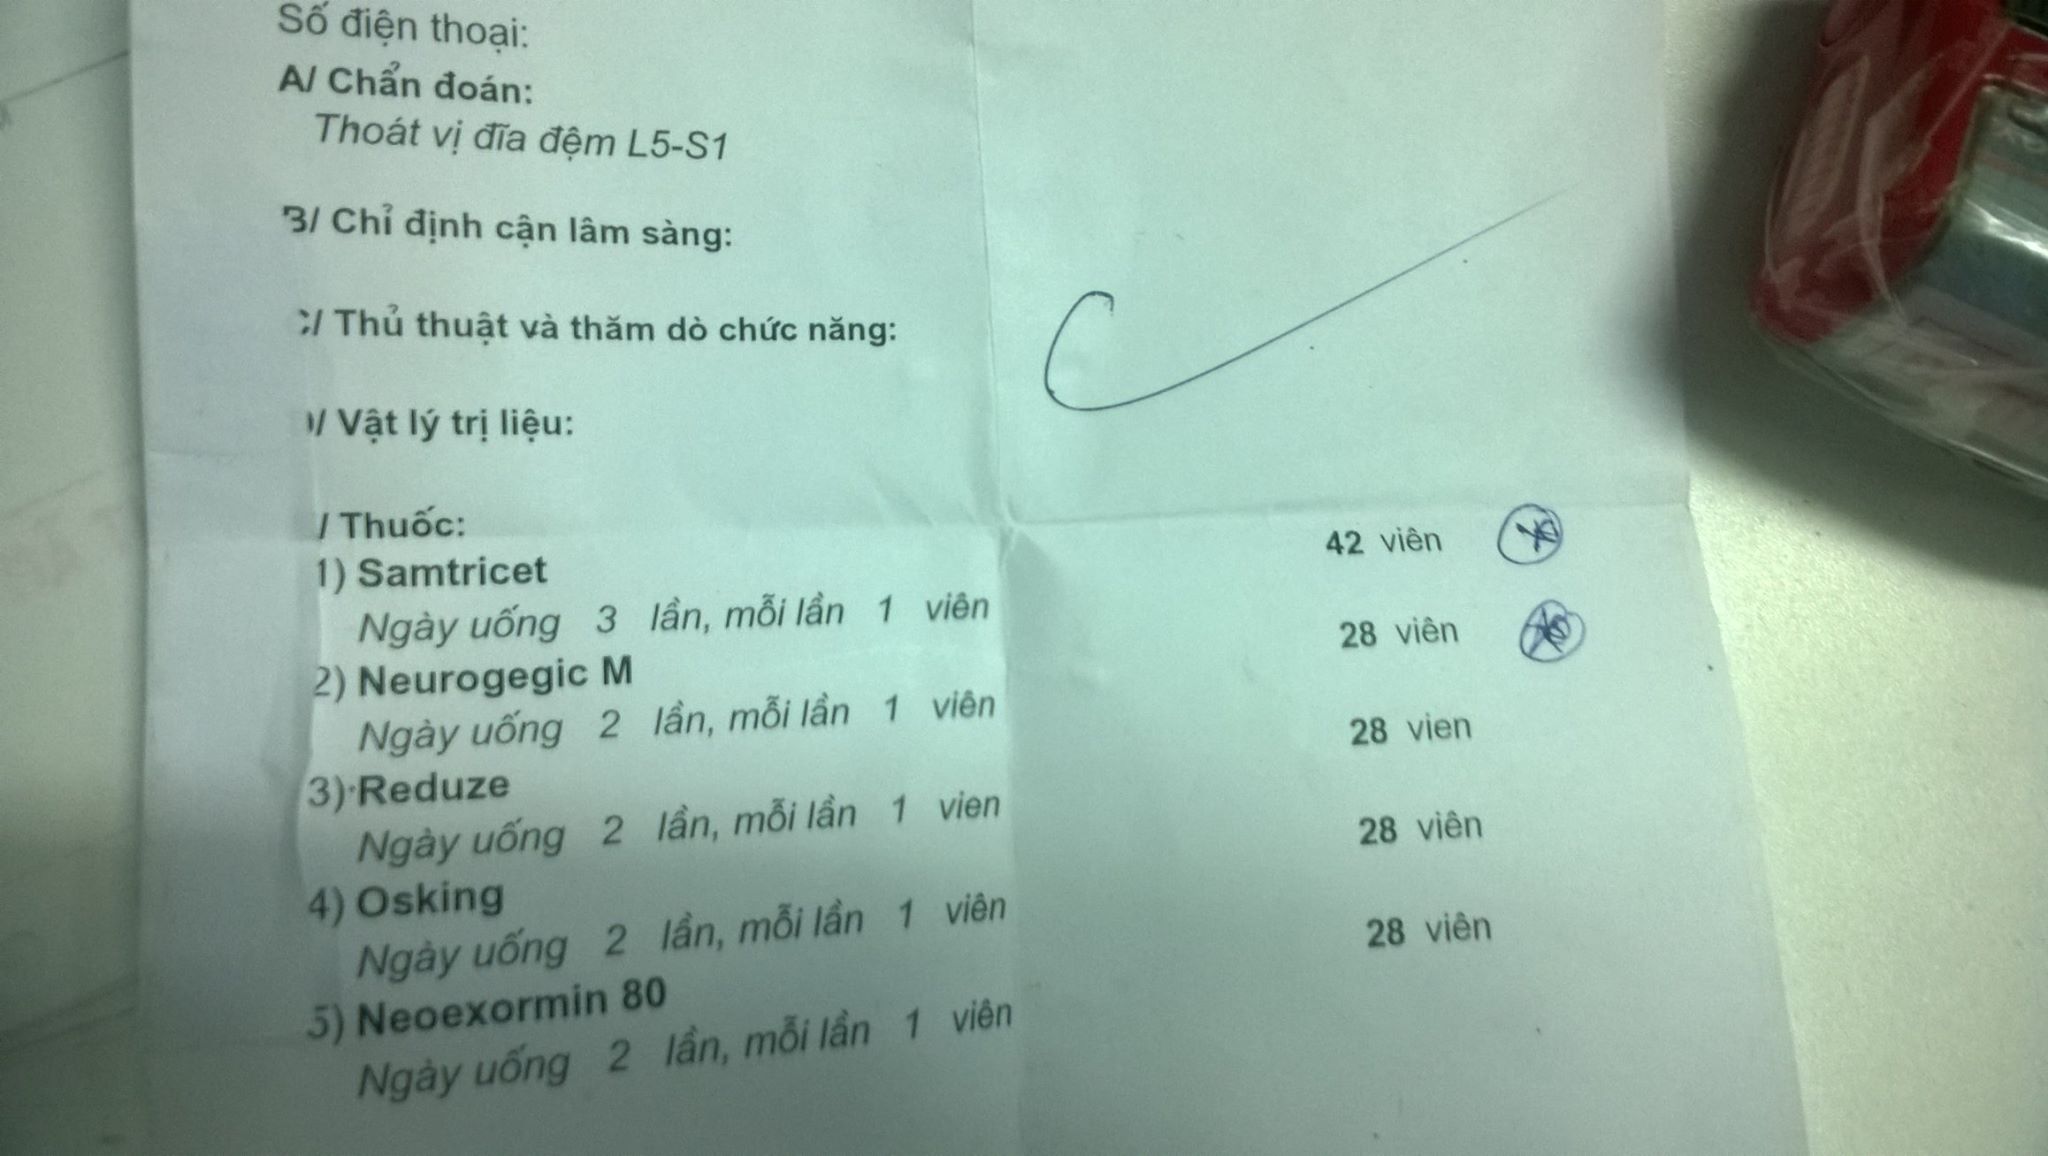 Số điện thoại:
A/ Chẩn đoán:
Thoát vị đĩa đệm L5-S1
B/ Chỉ định cận lâm sàng:
C/ Thủ thuật và thăm dò chức năng:
/ Vật lý trị liệu:
/ Thuốc:
1) Samtricet 42 viên
Ngày uống 3 lần, mỗi lần 1 viên
2) Neurogegic M 28 viên
Ngày uống 2 lần, mỗi lần 1 viên
3) Reduze 28 vien
Ngày uống 2 lần, mỗi lần 1 vien
4) Osking 28 viên
Ngày uống 2 lần, mỗi lần 1 viên
5) Neoexormin 80 28 viên
Ngày uống 2 lần, mỗi lần 1 viên